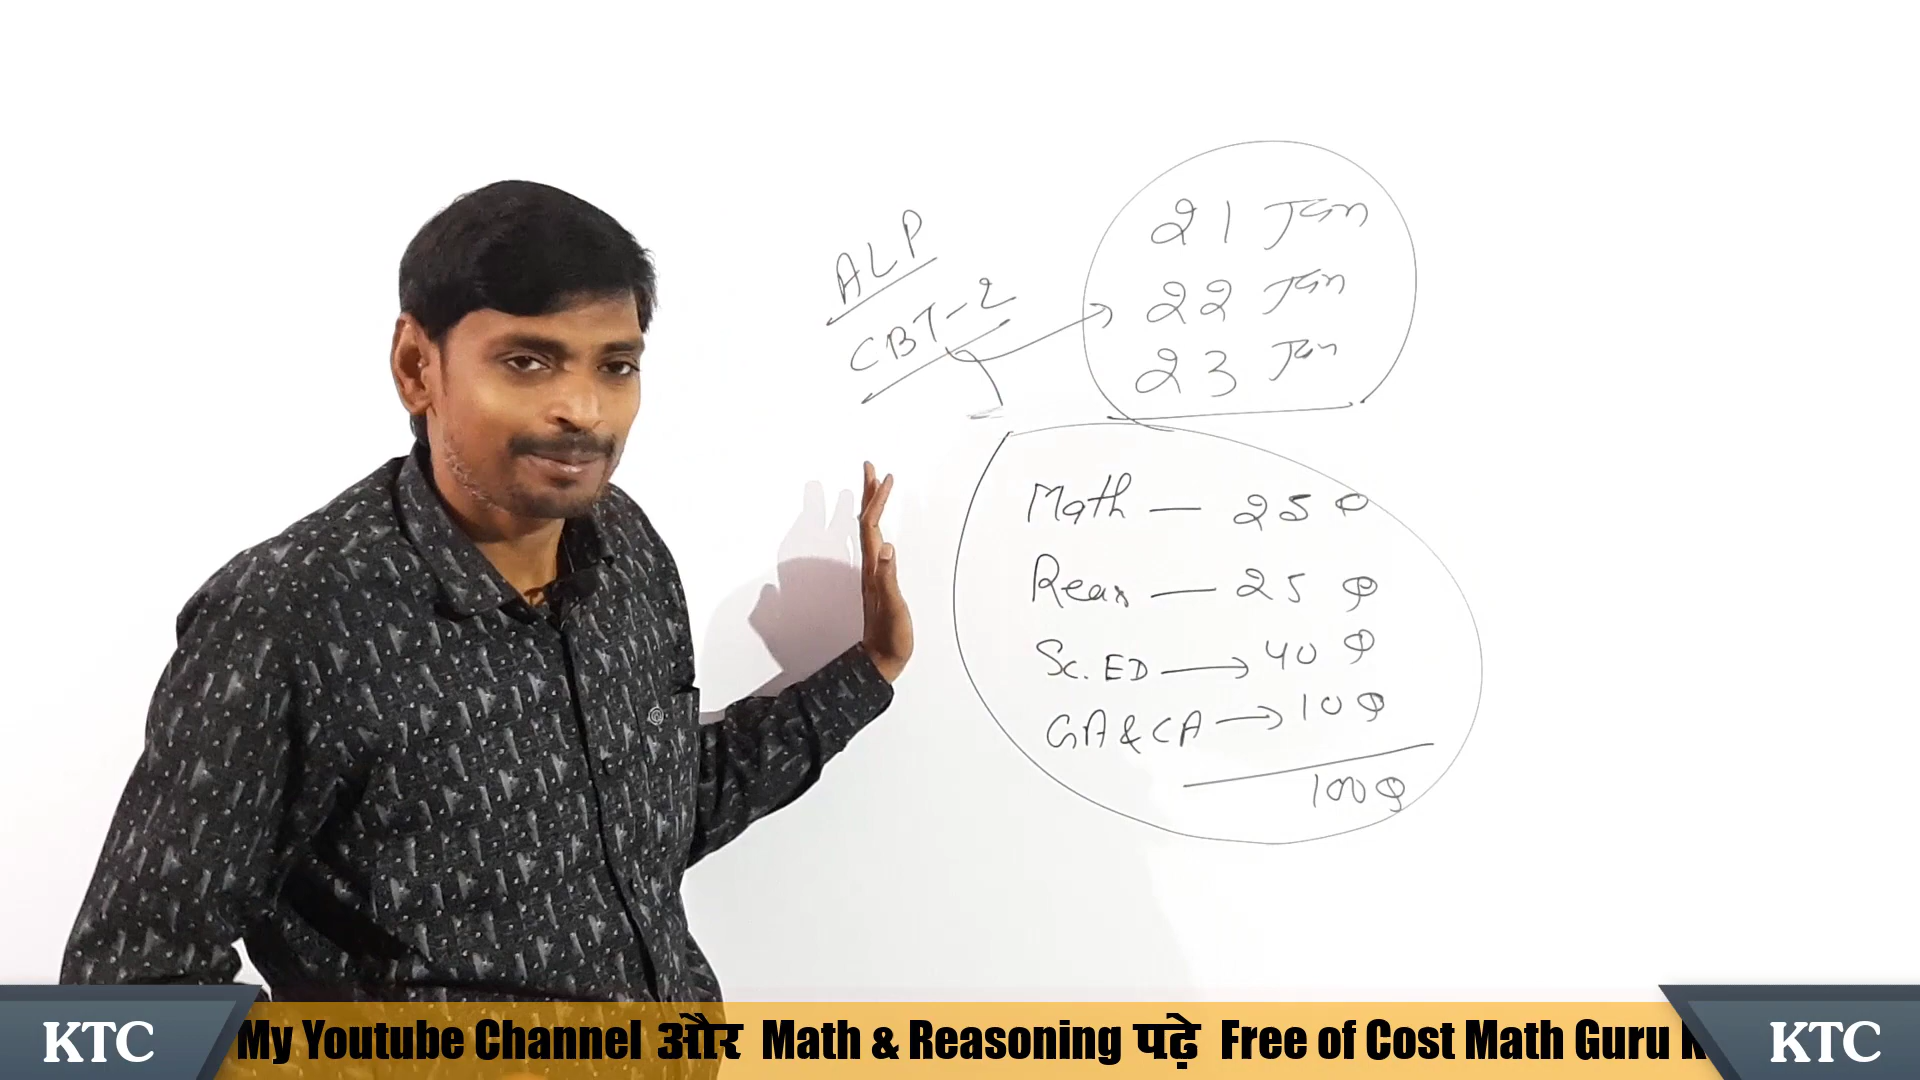 ALP
CBT-2
21 Jan
22 Jan
23 Jan
Math — 25 Q
Reas — 25 Q
Sc. ED → 40 Q
GA & CA → 10 Q
100 Q
KTC
My Youtube Channel और Math & Reasoning पढ़े Free of Cost Math Guru
KTC